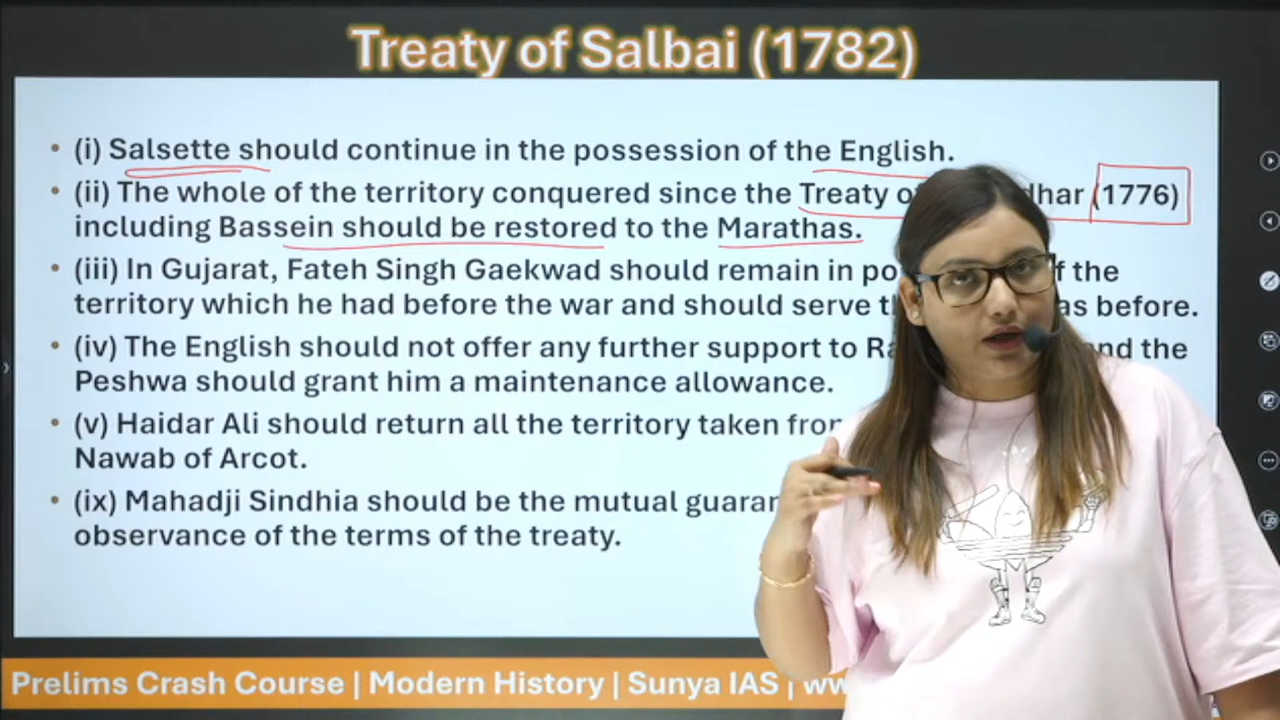 Treaty of Salbai (1782)
• (i) Salsette should continue in the possession of the English.
• (ii) The whole of the territory conquered since the Treaty of dhar (1776)
including Bassein should be restored to the Marathas.
• (iii) In Gujarat, Fateh Singh Gaekwad should remain in po f the
territory which he had before the war and should serve as before.
• (iv) The English should not offer any further support to Ra and the
Peshwa should grant him a maintenance allowance.
• (v) Haidar Ali should return all the territory taken from
Nawab of Arcot.
• (ix) Mahadji Sindhia should be the mutual guaran
observance of the terms of the treaty.
Prelims Crash Course | Modern History | Sunya IAS |